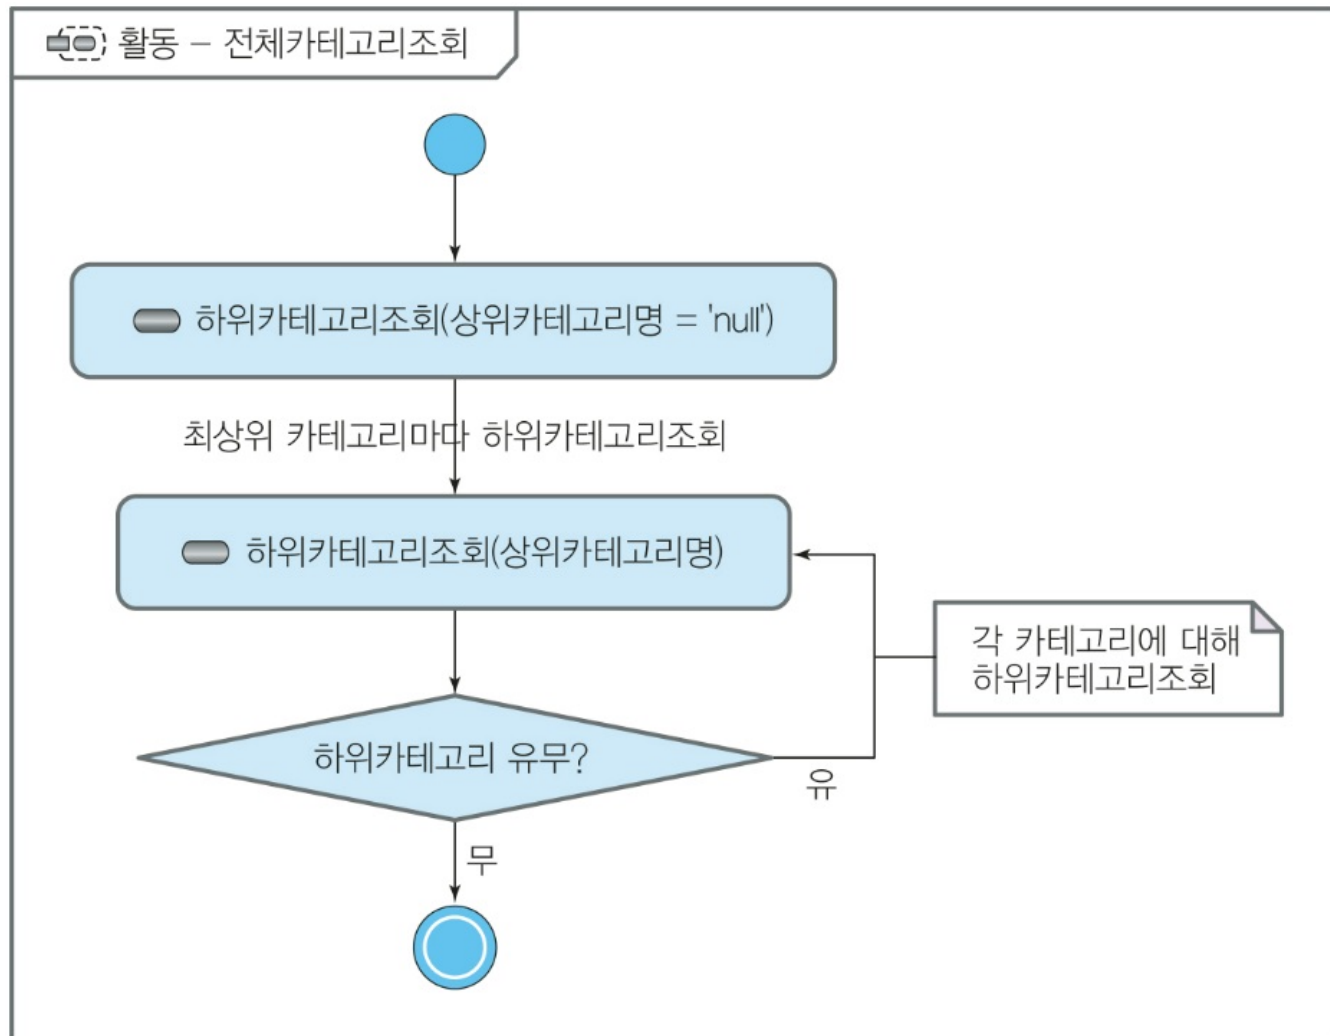 활동 – 전체카테고리조회
하위카테고리조회(상위카테고리명 = 'null')
최상위 카테고리마다 하위카테고리조회
하위카테고리조회(상위카테고리명)
각 카테고리에 대해
하위카테고리조회
하위카테고리 유무?
유
무